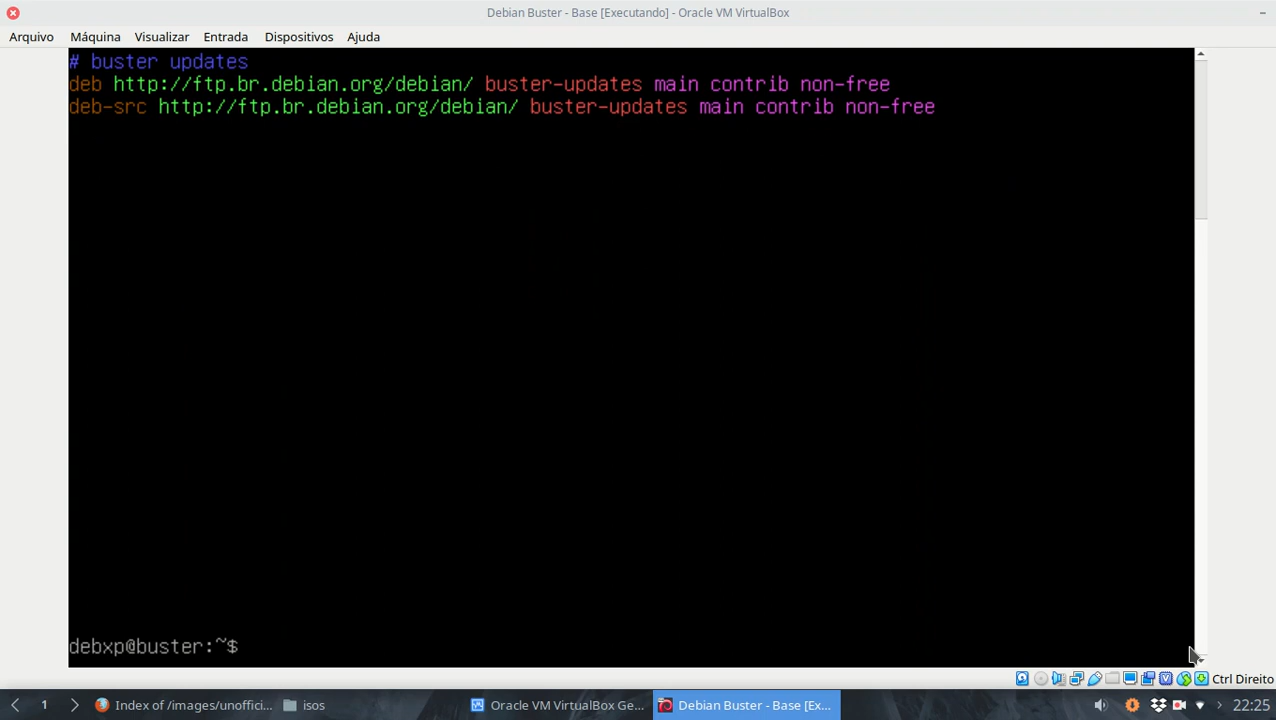 Debian Buster - Base [Executando] - Oracle VM VirtualBox
Arquivo Máquina Visualizar Entrada Dispositivos Ajuda
# buster updates
deb http://ftp.br.debian.org/debian/ buster-updates main contrib non-free
deb-src http://ftp.br.debian.org/debian/ buster-updates main contrib non-free
debxp@buster:~$
Ctrl Direito
1 Index of /images/unoffici... isos Oracle VM VirtualBox Ge... Debian Buster - Base [Ex... 22:25